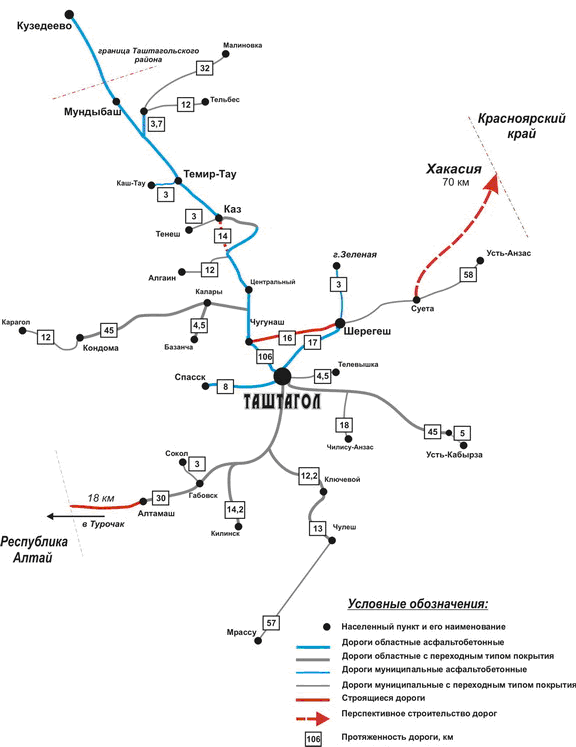 Кузедеево
граница Таштагольского
района
Малиновка
32
Мундыбаш
12
Тельбес
3,7
Красноярский
край
Хакасия
70 км
Темир-Тау
Каш-Тау
3
Каз
3
Тенеш
14
г.Зеленая
Усть-Анзас
58
Алгаин
12
Центральный
3
Калары
Суета
Карагол
12
45
Кондома
4,5
Базанча
Чугунаш
16
Шерегеш
17
106
Телевышка
4,5
Спасск
8
ТАШТАГОЛ
18
Чилису-Анзас
45
5
Усть-Кабырза
Сокол
3
12,2
Ключевой
18 км
30
Габовск
Алтамаш
14,2
Килинск
13
Чулеш
в Турочак
Республика
Алтай
57
Мрассу
Условные обозначения:
Населенный пункт и его наименование
Дороги областные асфальтобетонные
Дороги областные с переходным типом покрытия
Дороги муниципальные асфальтобетонные
Дороги муниципальные с переходным типом покрытия
Строящиеся дороги
Перспективное строительство дорог
106
Протяженность дороги, км